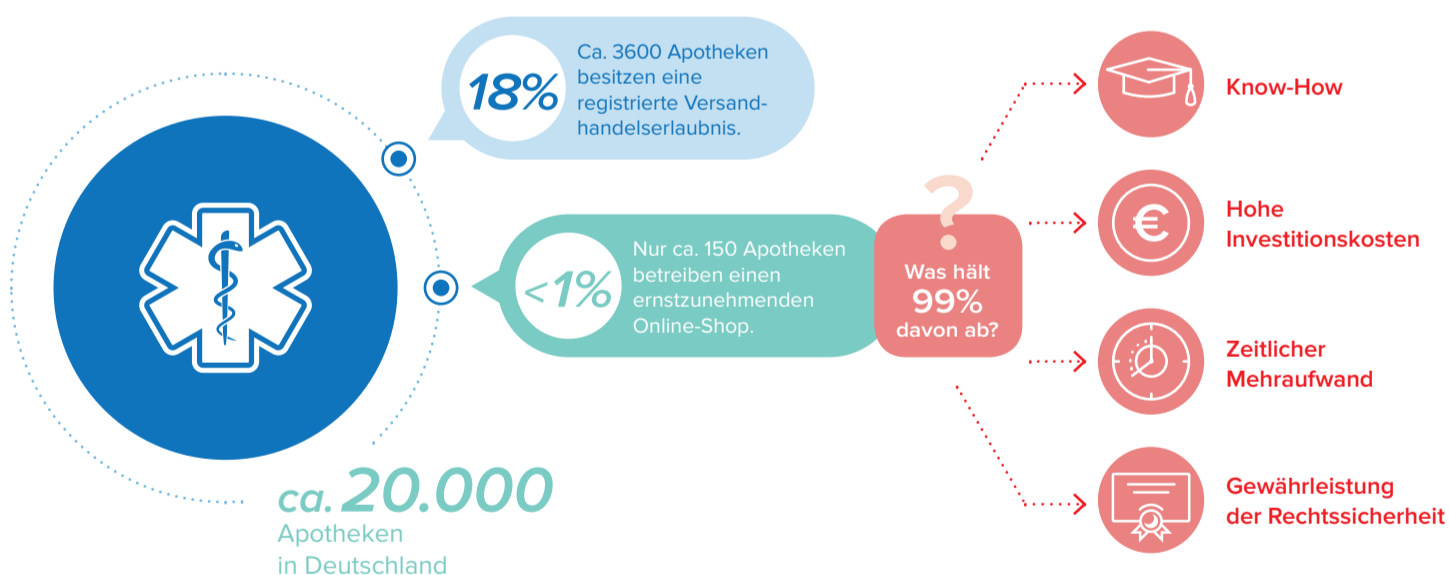 18%
Ca. 3600 Apotheken
besitzen eine
registrierte Versand-
handelserlaubnis.
<1%
Nur ca. 150 Apotheken
betreiben einen
ernstzunehmenden
Online-Shop.
?
Was hält
99%
davon ab?
Know-How
€
Hohe
Investitionskosten
Zeitlicher
Mehraufwand
Gewährleistung
der Rechtssicherheit
ca. 20.000
Apotheken
in Deutschland